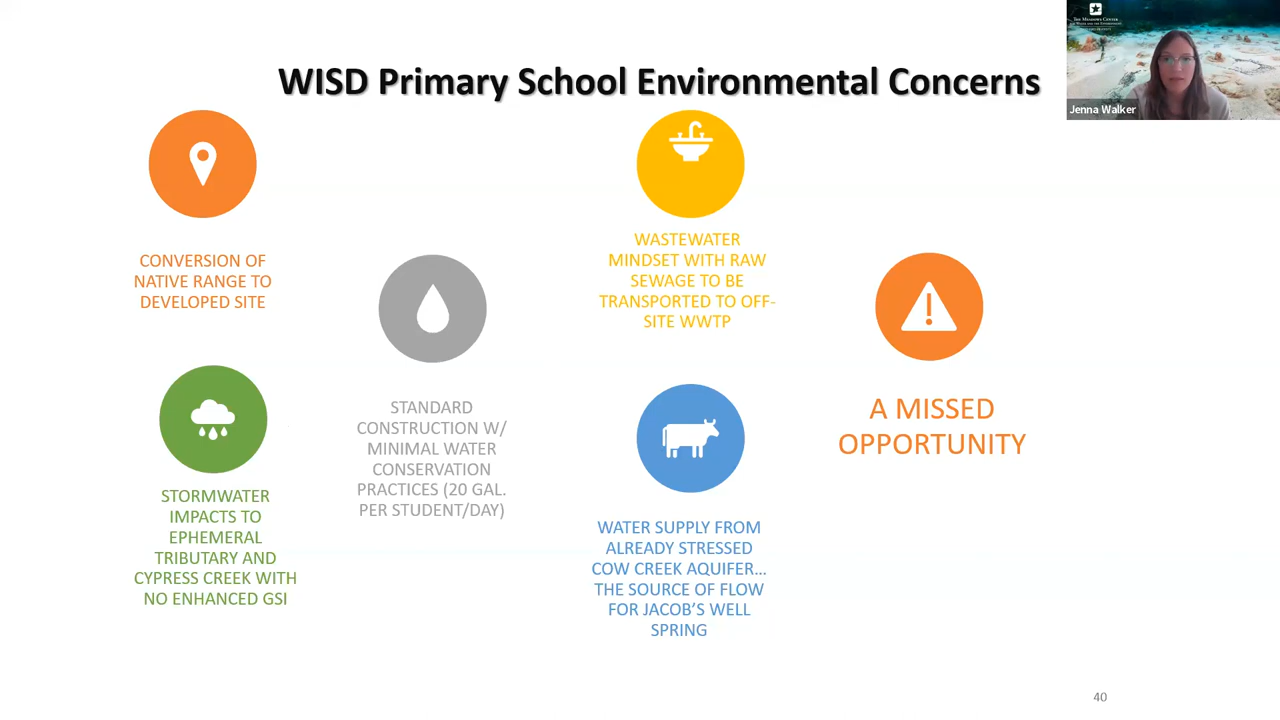 WISD Primary School Environmental Concerns
THE MEADOWS CENTER
Jenna Walker
CONVERSION OF
NATIVE RANGE TO
DEVELOPED SITE
STORMWATER
IMPACTS TO
EPHEMERAL
TRIBUTARY AND
CYPRESS CREEK WITH
NO ENHANCED GSI
STANDARD
CONSTRUCTION W/
MINIMAL WATER
CONSERVATION
PRACTICES (20 GAL.
PER STUDENT/DAY)
WASTEWATER
MINDSET WITH RAW
SEWAGE TO BE
TRANSPORTED TO OFF-
SITE WWTP
WATER SUPPLY FROM
ALREADY STRESSED
COW CREEK AQUIFER...
THE SOURCE OF FLOW
FOR JACOB'S WELL
SPRING
A MISSED
OPPORTUNITY
40